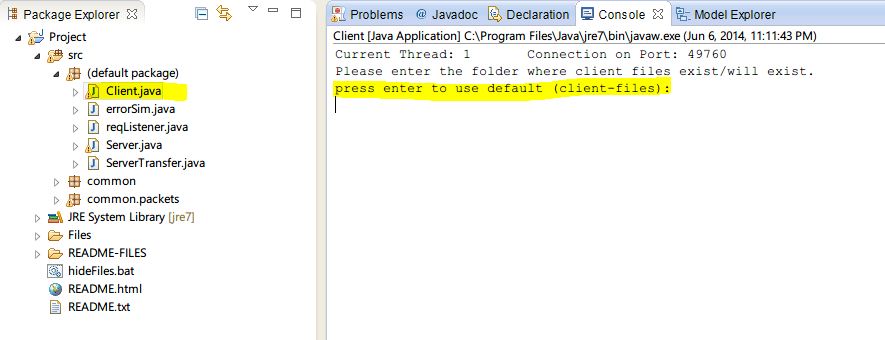 Package Explorer
Project
src
(default package)
Client.java
errorSim.java
reqListener.java
Server.java
ServerTransfer.java
common
common.packets
JRE System Library [jre7]
Files
README-FILES
hideFiles.bat
README.html
README.txt
Problems @ Javadoc Declaration Console Model Explorer
Client [Java Application] C:\Program Files\Java\jre7\bin\javaw.exe (Jun 6, 2014, 11:11:43 PM)
Current Thread: 1 Connection on Port: 49760
Please enter the folder where client files exist/will exist.
press enter to use default (client-files):